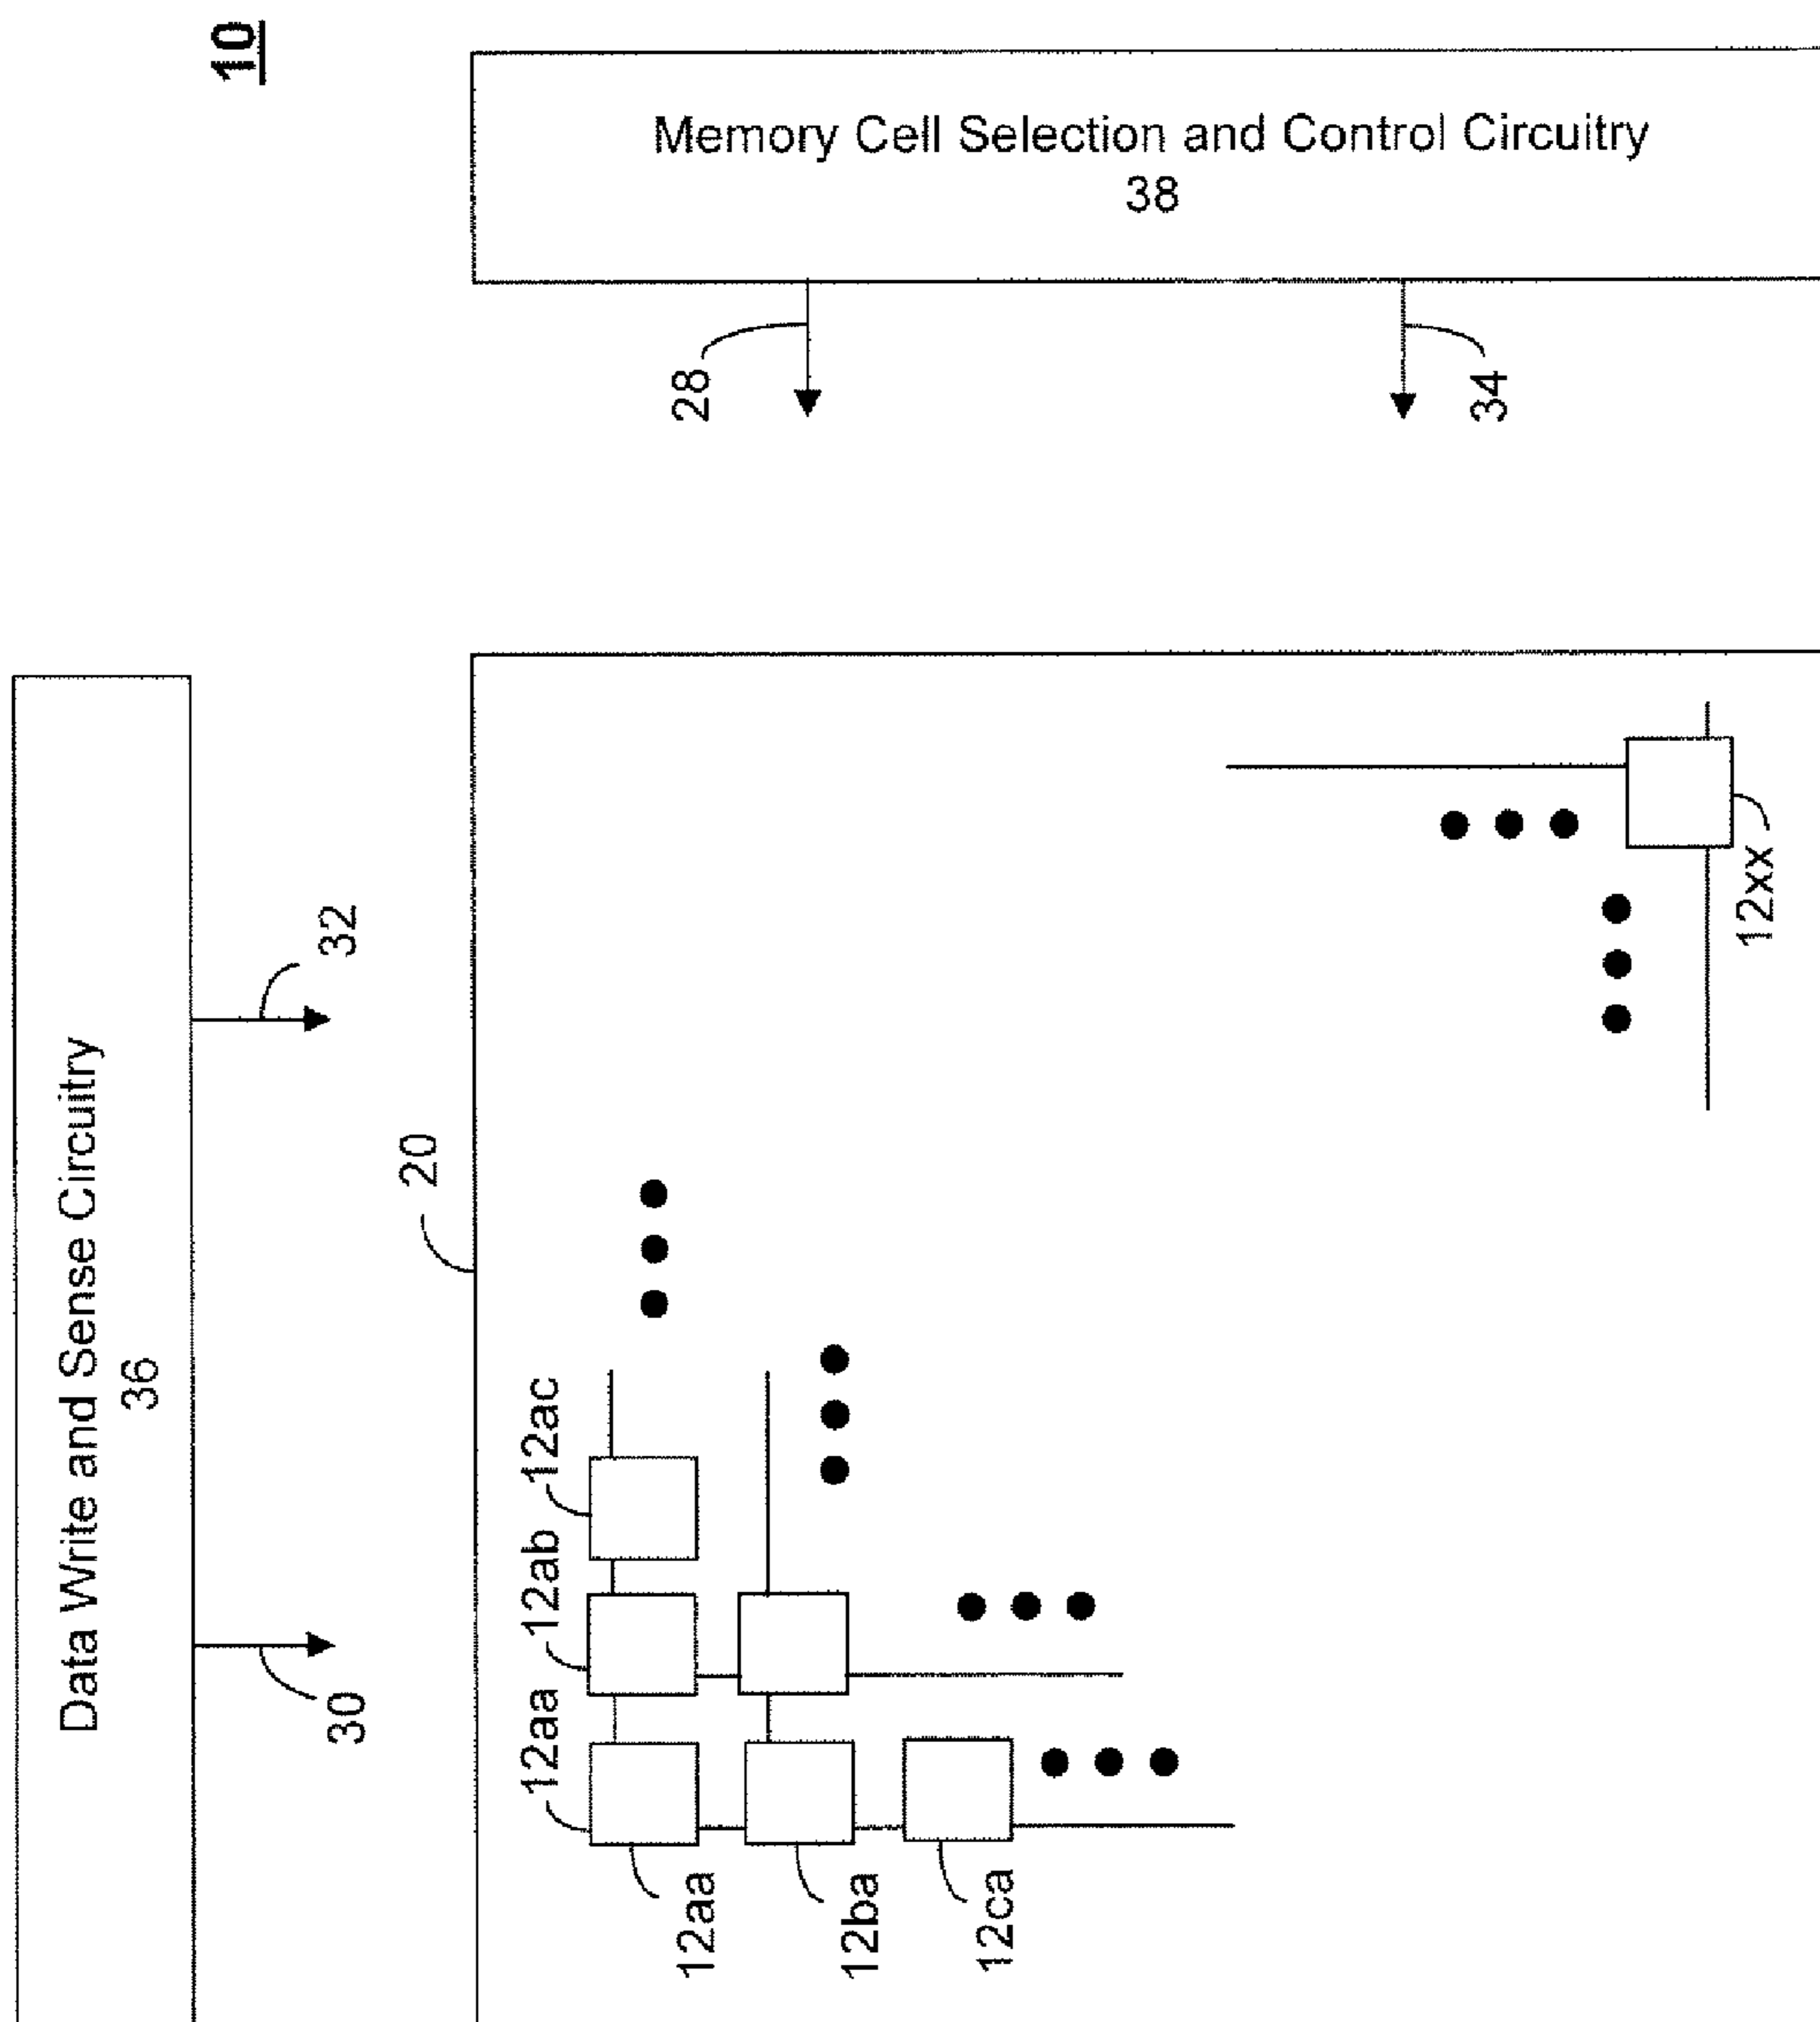 10
Memory Cell Selection and Control Circuitry
38
28
34
Data Write and Sense Circuitry
36
30
32
20
12aa
12ab
12ac
12aa
12ba
12ca
12xx